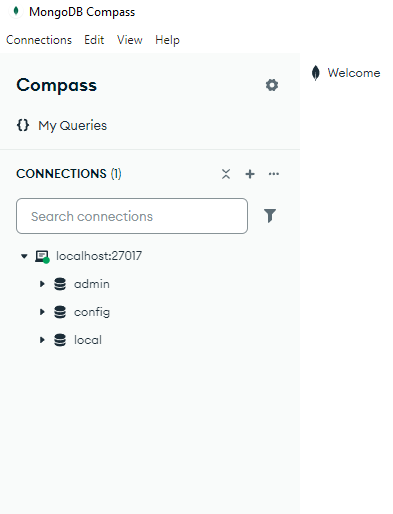 MongoDB Compass
Connections Edit View Help
Compass
Welcome
{} My Queries
CONNECTIONS (1)
Search connections
localhost:27017
admin
config
local